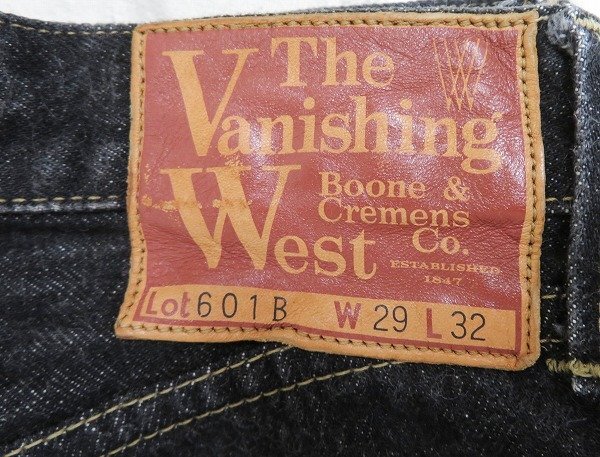 The
Vanishing
West
Boone &
Cremens
Co.
ESTABLISHED
1847
Lot 601B W 29 L 32